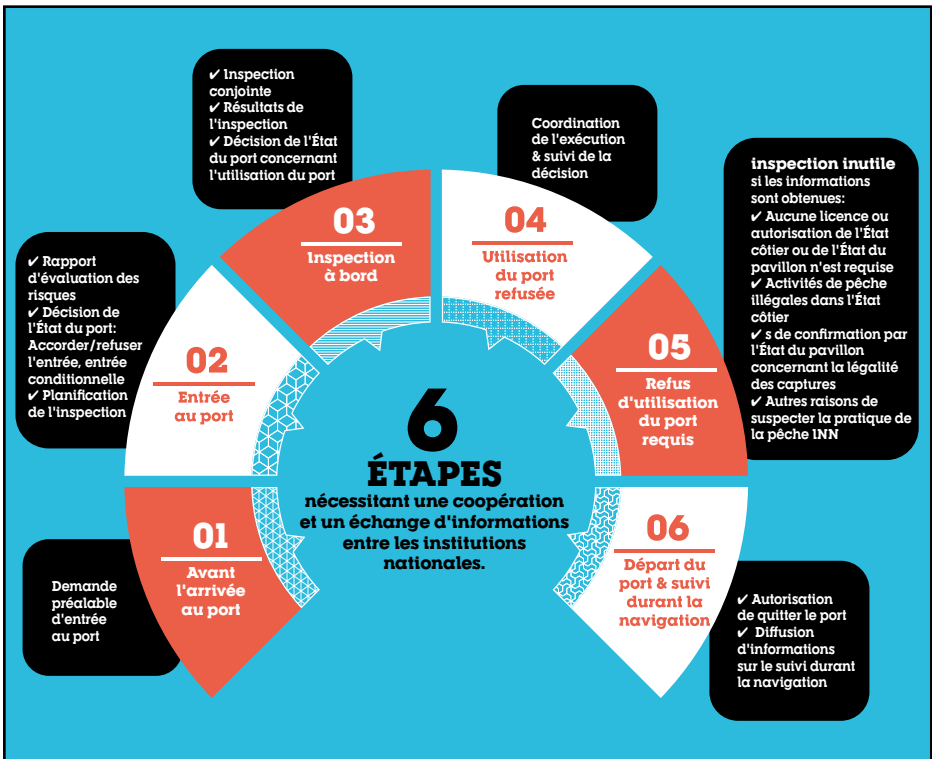 6
ÉTAPES
nécessitant une coopération
et un échange d'informations
entre les institutions
nationales.
01
Avant
l'arrivée
au port
Demande
préalable
d'entrée
au port
02
Entrée
au port
✔ Rapport
d'évaluation des
risques
✔ Décision de
l'État du port:
Accorder/refuser
l'entrée, entrée
conditionnelle
✔ Planification
de l'inspection
03
Inspection
à bord
✔ Inspection
conjointe
✔ Résultats de
l'inspection
✔ Décision de l'État
du port concernant
l'utilisation du port
04
Utilisation
du port
refusée
Coordination
de l'exécution
& suivi de la
décision
05
Refus
d'utilisation
du port
requis
inspection inutile
si les informations
sont obtenues:
✔ Aucune licence ou
autorisation de l'État
côtier ou de l'État du
pavillon n'est requise
✔ Activités de pêche
illégales dans l'État
côtier
✔ s de confirmation par
l'État du pavillon
concernant la légalité
des captures
✔ Autres raisons de
suspecter la pratique de
la pêche INN
06
Départ du
port & suivi
durant la
navigation
✔ Autorisation
de quitter le port
✔ Diffusion
d'informations
sur le suivi durant
la navigation